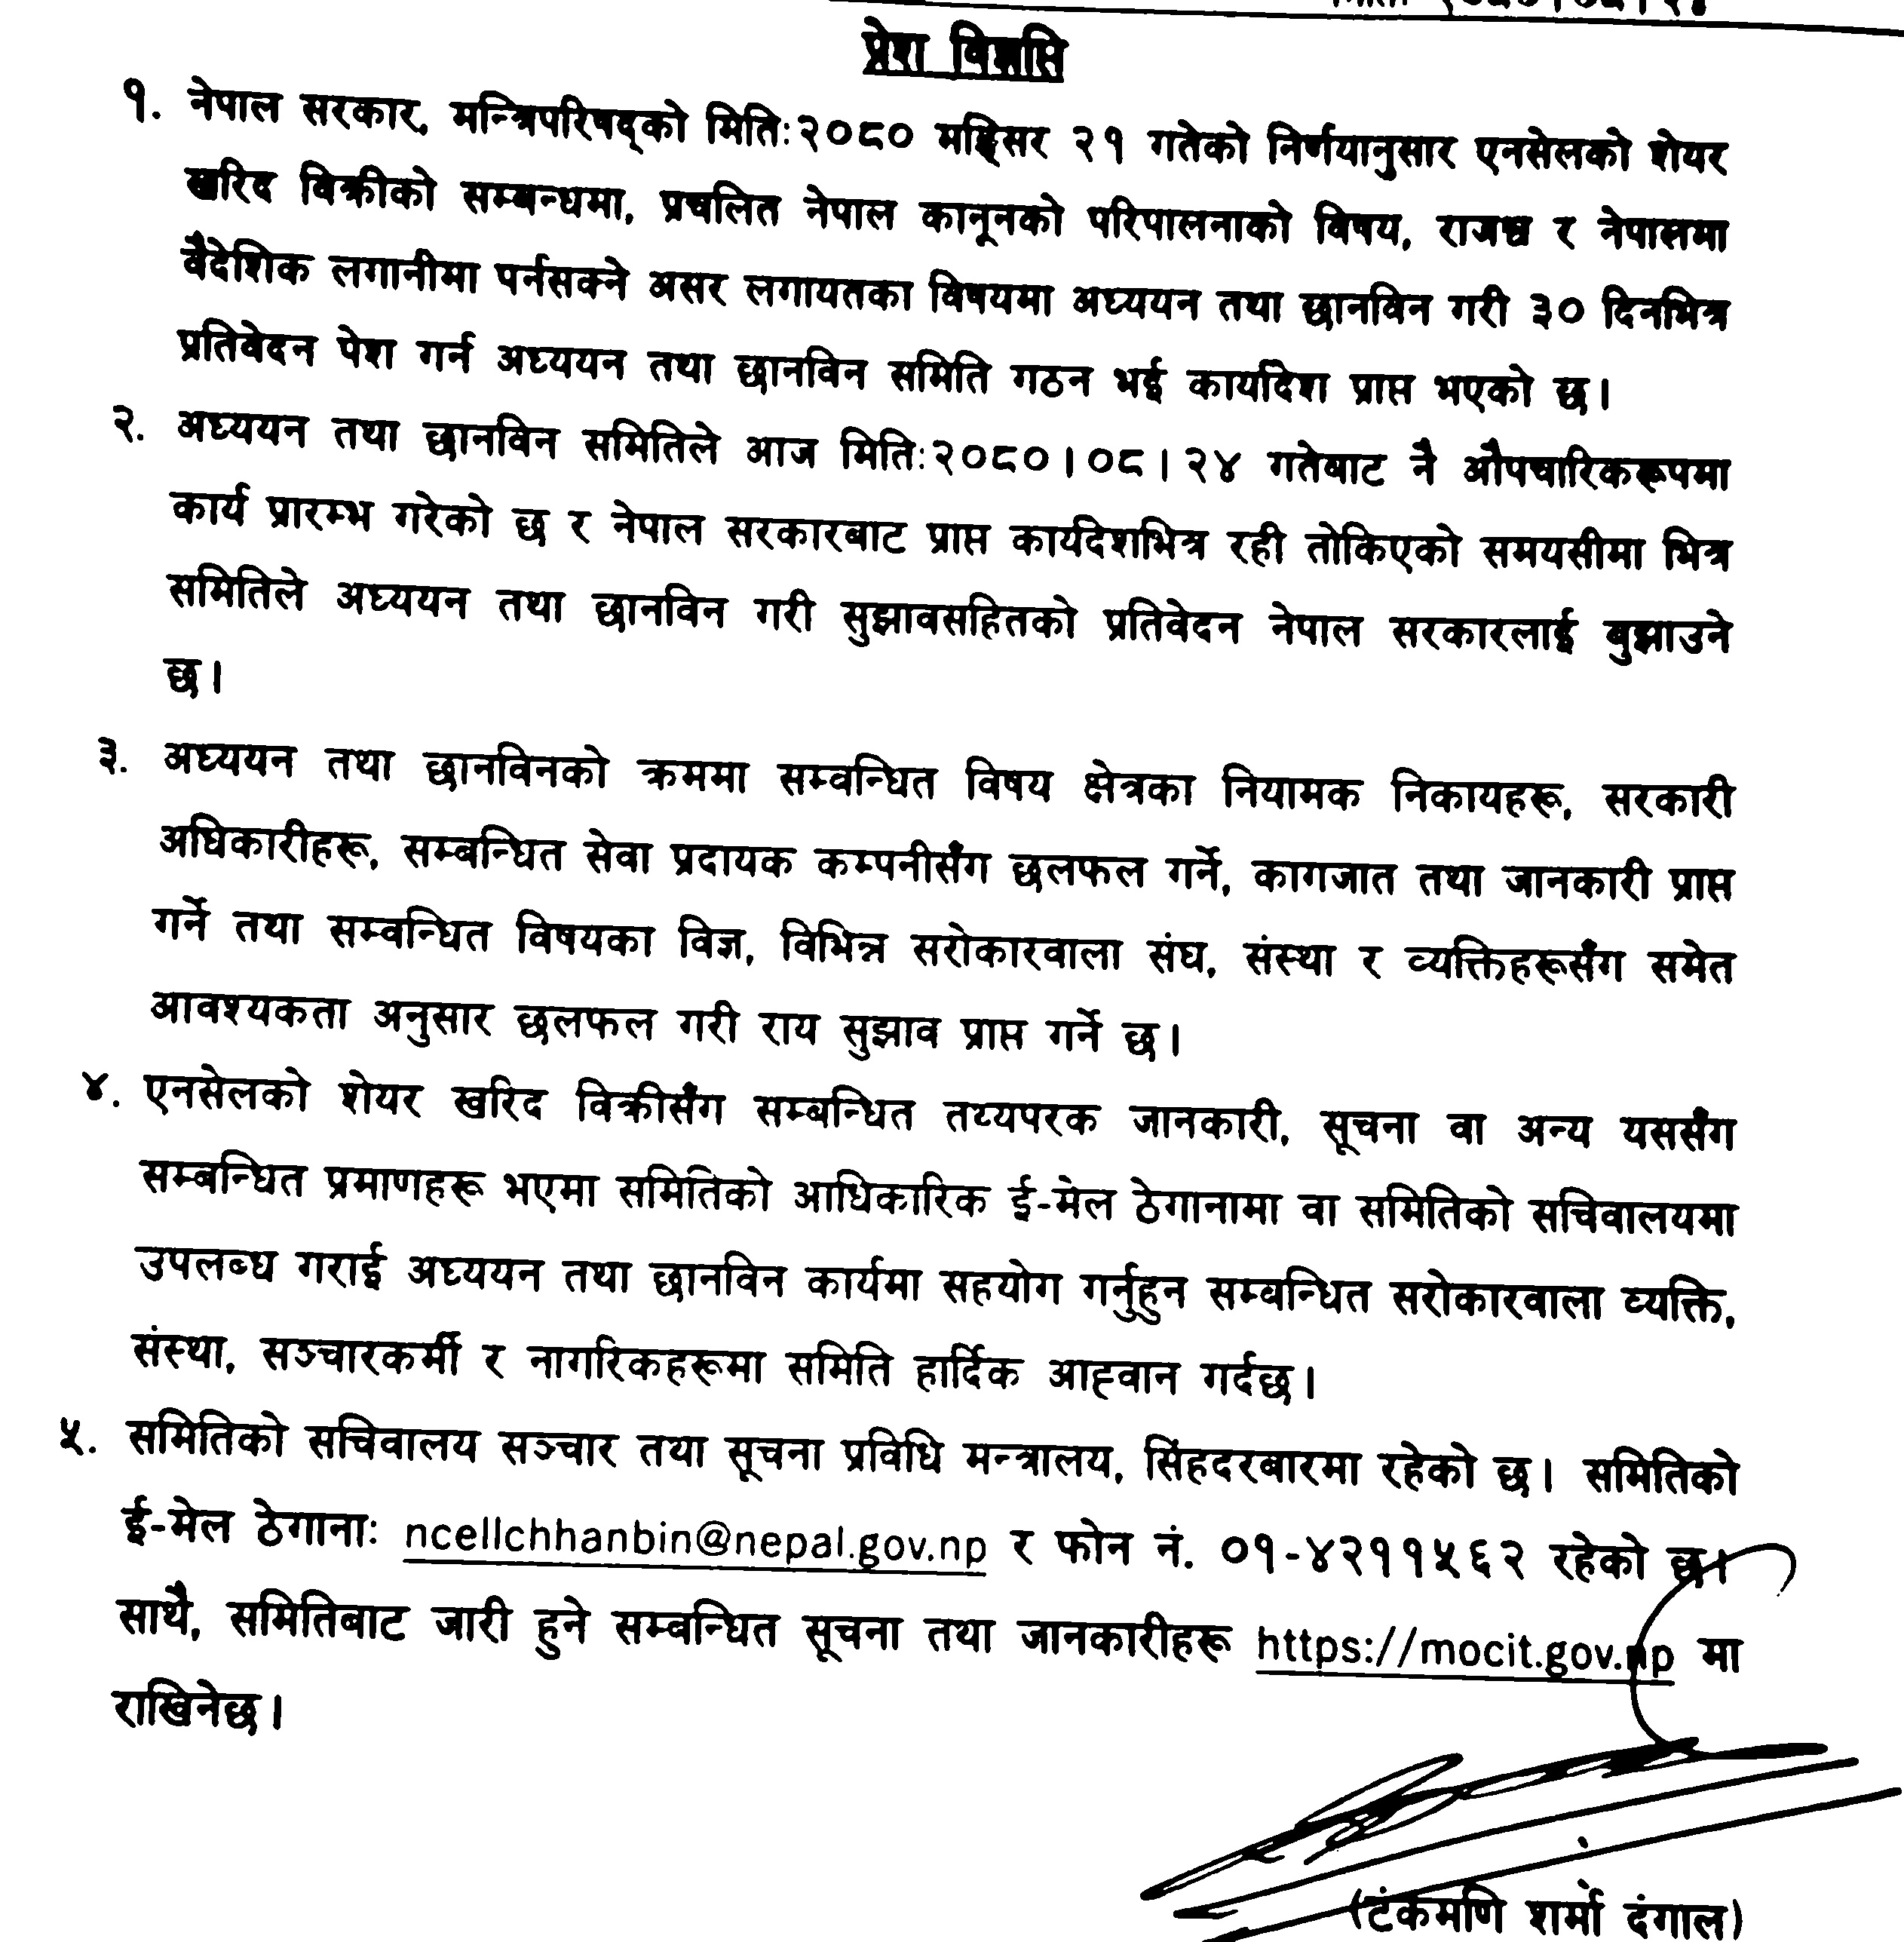 प्रेश विज्ञप्ति
१. नेपाल सरकार, मन्त्रिपरिषद्को मितिः२०८० मङ्सिर २१ गतेको निर्णयानुसार एनसेलको शेयर
खरिद विक्रीको सम्बन्धमा, प्रचलित नेपाल कानूनको परिपालनाको विषय, राजश्व र नेपालमा
वैदेशिक लगानीमा पर्नसक्ने असर लगायतका विषयमा अध्ययन तथा छानविन गरी ३० दिनभित्र
प्रतिवेदन पेश गर्न अध्ययन तथा छानविन समिति गठन भई कार्यादेश प्राप्त भएको छ।
२. अध्ययन तथा छानविन समितिले आज मितिः२०८०।०८।२४ गतेबाट नै औपचारिकरूपमा
कार्य प्रारम्भ गरेको छ र नेपाल सरकारबाट प्राप्त कार्यादेशभित्र रही तोकिएको समयसीमा भित्र
समितिले अध्ययन तथा छानविन गरी सुझावसहितको प्रतिवेदन नेपाल सरकारलाई बुझाउने
छ।
३. अध्ययन तथा छानविनको क्रममा सम्वन्धित विषय क्षेत्रका नियामक निकायहरू, सरकारी
अधिकारीहरू, सम्बन्धित सेवा प्रदायक कम्पनीसँग छलफल गर्ने, कागजात तथा जानकारी प्राप्त
गर्ने तथा सम्वन्धित विषयका विज्ञ, विभिन्न सरोकारवाला संघ, संस्था र व्यक्तिहरूसँग समेत
आवश्यकता अनुसार छलफल गरी राय सुझाव प्राप्त गर्ने छ।
४. एनसेलको शेयर खरिद विक्रीसँग सम्बन्धित तथ्यपरक जानकारी, सूचना वा अन्य यससँग
सम्बन्धित प्रमाणहरू भएमा समितिको आधिकारिक ई-मेल ठेगानामा वा समितिको सचिवालयमा
उपलब्ध गराई अध्ययन तथा छानविन कार्यमा सहयोग गर्नुहुन सम्वन्धित सरोकारवाला व्यक्ति,
संस्था, सञ्चारकर्मी र नागरिकहरूमा समिति हार्दिक आह्वान गर्दछ।
५. समितिको सचिवालय सञ्चार तथा सूचना प्रविधि मन्त्रालय, सिंहदरबारमा रहेको छ। समितिको
ई-मेल ठेगानाः ncellchhanbin@nepal.gov.np र फोन नं. ०१-४२११५६२ रहेको छ।
साथै, समितिबाट जारी हुने सम्वन्धित सूचना तथा जानकारीहरू https://mocit.gov.np मा
राखिनेछ।
(टंकमणि शर्मा दंगाल)